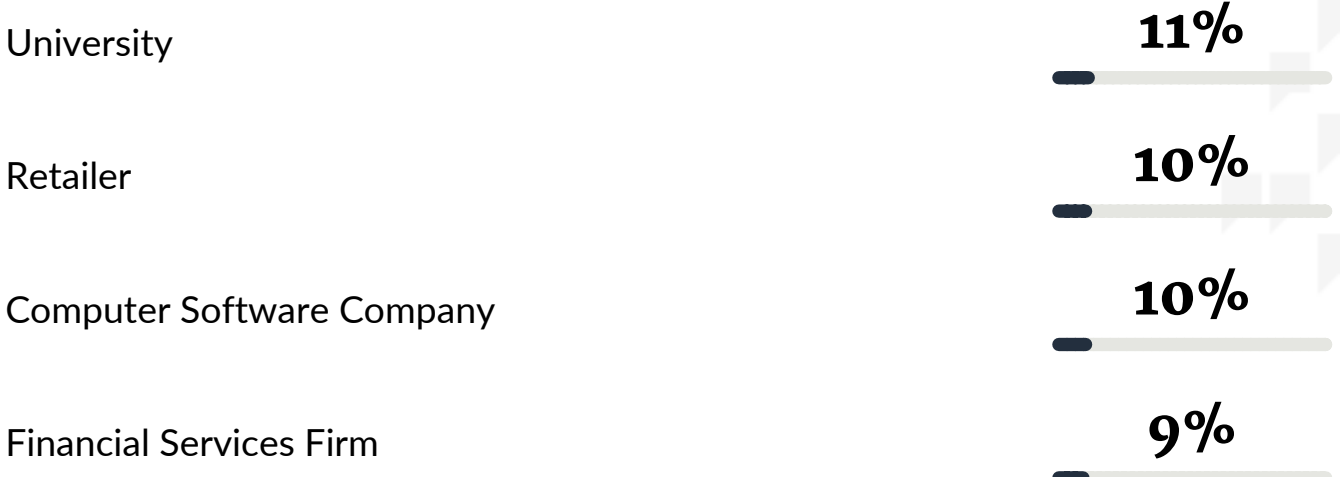 University
11%
Retailer
10%
Computer Software Company
10%
Financial Services Firm
9%